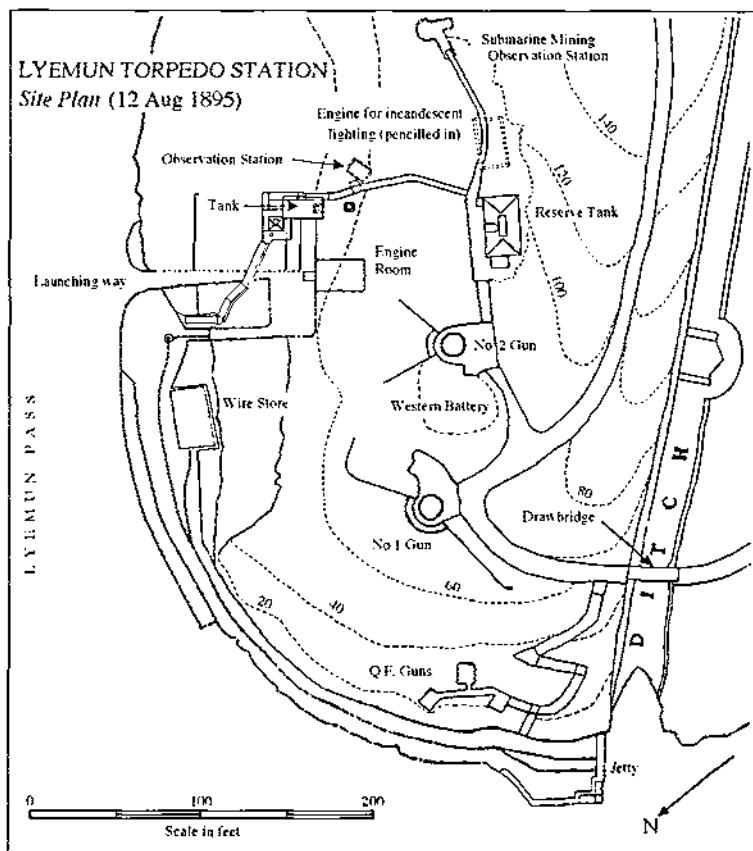 Submarine Mining
Observation Station
LYEMUN TORPEDO STATION
Site Plan (12 Aug 1895)
Engine for incandescent
lighting (pencilled in)
140
Observation Station
120
Tank
Reserve Tank
Engine
Room
Launching way
100
No 2 Gun
Western Battery
Wire Store
LYEMUN PASS
80
DITCH
Drawbridge
No 1 Gun
60
20
40
Q.F. Guns
Jetty
0
100
200
Scale in feet
N